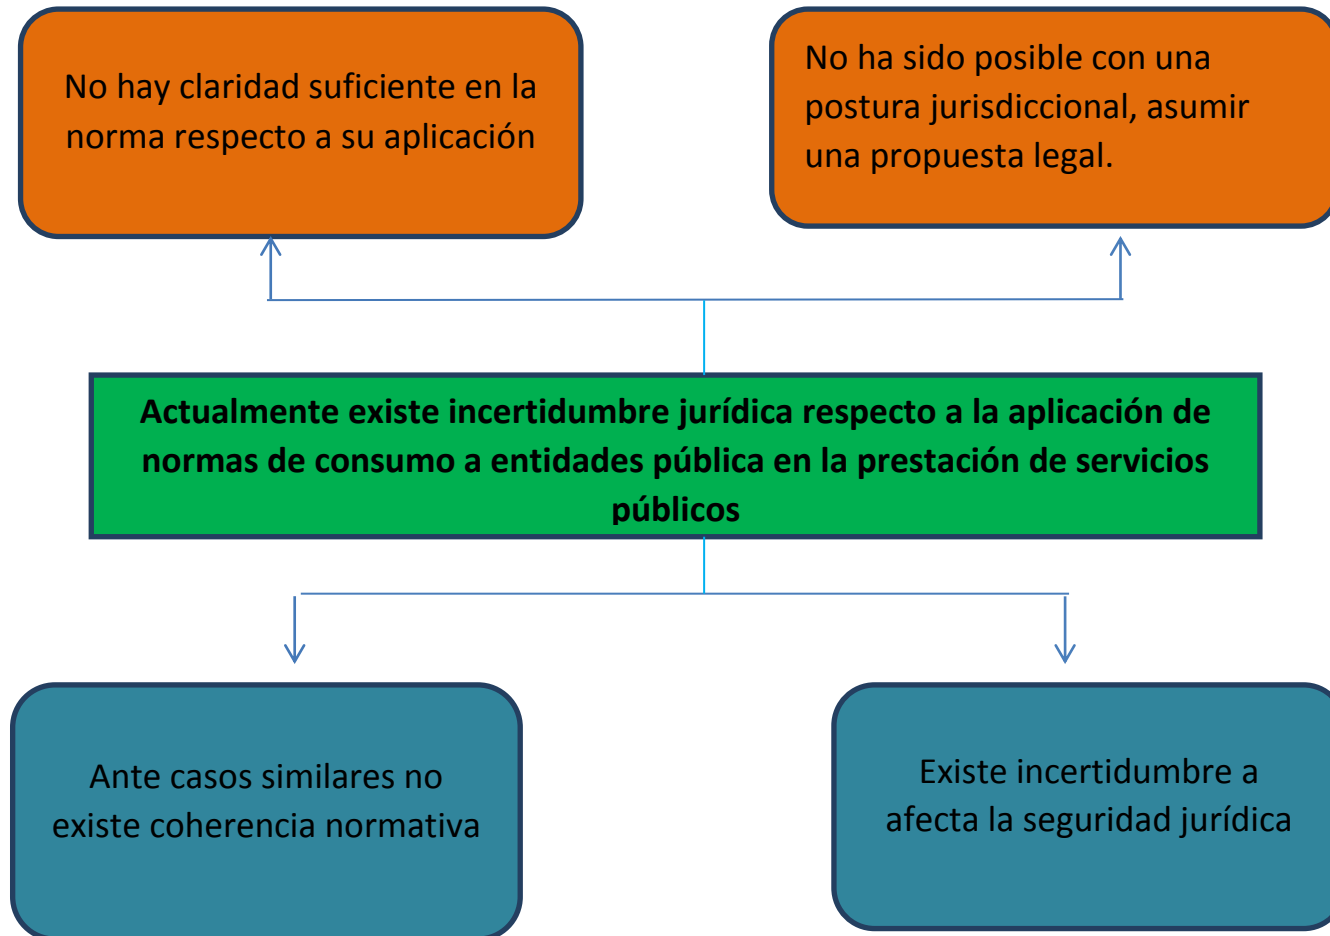 No hay claridad suficiente en la
norma respecto a su aplicación
No ha sido posible con una
postura jurisdiccional, asumir
una propuesta legal.
Actualmente existe incertidumbre jurídica respecto a la aplicación de
normas de consumo a entidades pública en la prestación de servicios
públicos
Ante casos similares no
existe coherencia normativa
Existe incertidumbre a
afecta la seguridad jurídica